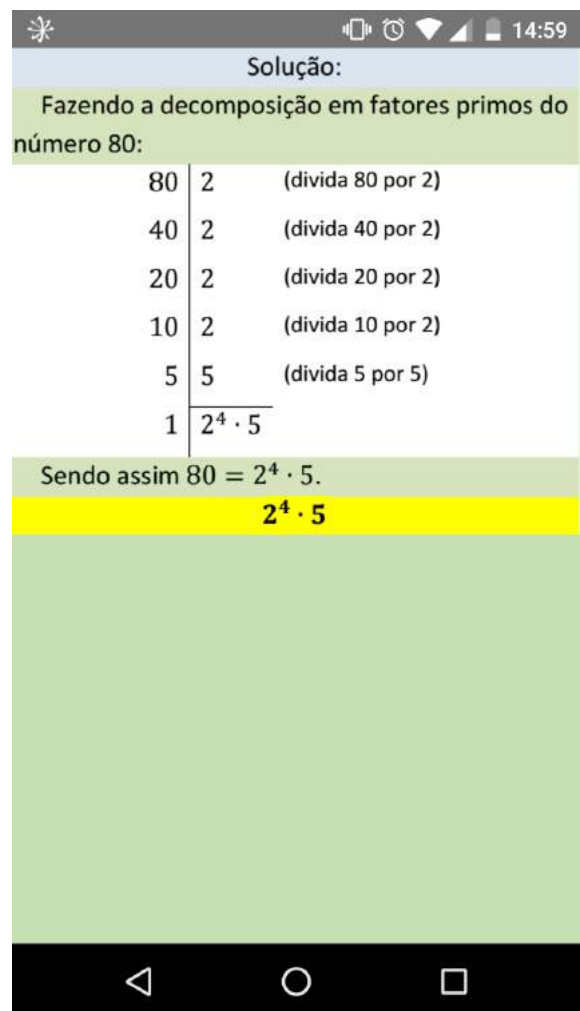 14:59
Solução:
Fazendo a decomposição em fatores primos do
número 80:
80 2 (divida 80 por 2)
40 2 (divida 40 por 2)
20 2 (divida 20 por 2)
10 2 (divida 10 por 2)
5 5 (divida 5 por 5)
1 2⁴ · 5
Sendo assim 80 = 2⁴ · 5.
2⁴ · 5